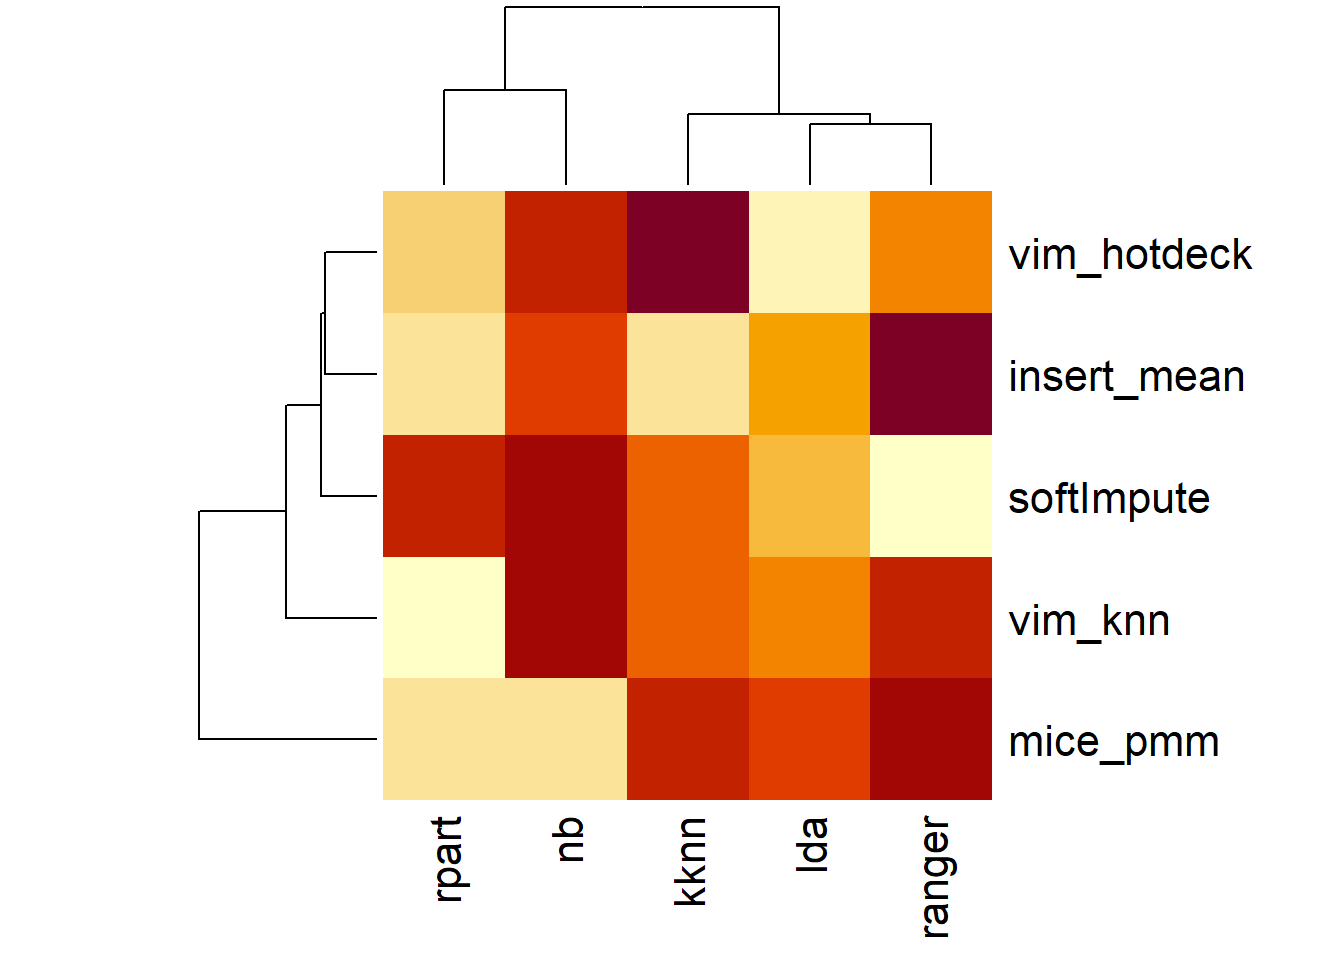 vim_hotdeck
insert_mean
softImpute
vim_knn
mice_pmm
rpart
nb
kknn
lda
ranger